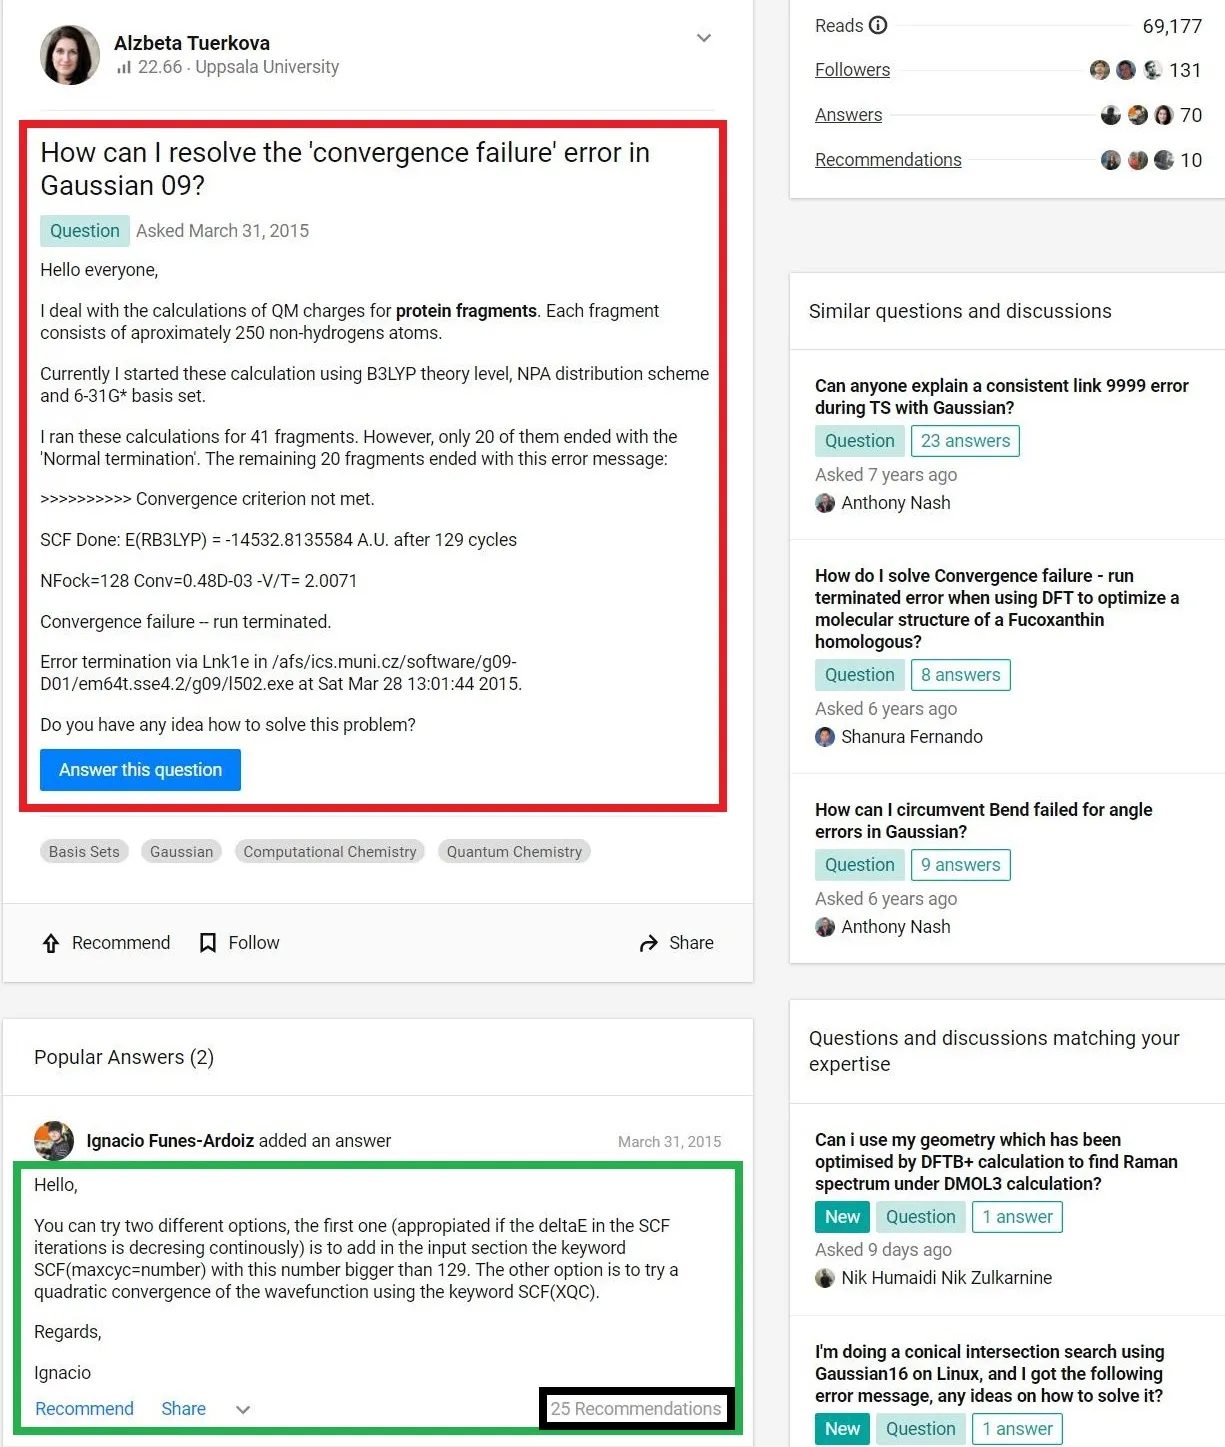 Alzbeta Tuerkova
22.66 · Uppsala University
How can I resolve the 'convergence failure' error in
Gaussian 09?
Question Asked March 31, 2015
Hello everyone,
I deal with the calculations of QM charges for protein fragments. Each fragment
consists of aproximately 250 non-hydrogens atoms.
Currently I started these calculation using B3LYP theory level, NPA distribution scheme
and 6-31G* basis set.
I ran these calculations for 41 fragments. However, only 20 of them ended with the
'Normal termination'. The remaining 20 fragments ended with this error message:
>>>>>>>>>> Convergence criterion not met.
SCF Done: E(RB3LYP) = -14532.8135584 A.U. after 129 cycles
NFock=128 Conv=0.48D-03 -V/T= 2.0071
Convergence failure -- run terminated.
Error termination via Lnk1e in /afs/ics.muni.cz/software/g09-
D01/em64t.sse4.2/g09/l502.exe at Sat Mar 28 13:01:44 2015.
Do you have any idea how to solve this problem?
Answer this question
Basis Sets Gaussian Computational Chemistry Quantum Chemistry
Recommend Follow Share
Popular Answers (2)
Ignacio Funes-Ardoiz added an answer March 31, 2015
Hello,
You can try two different options, the first one (appropiated if the deltaE in the SCF
iterations is decresing continously) is to add in the input section the keyword
SCF(maxcyc=number) with this number bigger than 129. The other option is to try a
quadratic convergence of the wavefunction using the keyword SCF(XQC).
Regards,
Ignacio
Recommend Share 25 Recommendations
Reads 69,177
Followers 131
Answers 70
Recommendations 10
Similar questions and discussions
Can anyone explain a consistent link 9999 error
during TS with Gaussian?
Question 23 answers
Asked 7 years ago
Anthony Nash
How do I solve Convergence failure - run
terminated error when using DFT to optimize a
molecular structure of a Fucoxanthin
homologous?
Question 8 answers
Asked 6 years ago
Shanura Fernando
How can I circumvent Bend failed for angle
errors in Gaussian?
Question 9 answers
Asked 6 years ago
Anthony Nash
Questions and discussions matching your
expertise
Can i use my geometry which has been
optimised by DFTB+ calculation to find Raman
spectrum under DMOL3 calculation?
New Question 1 answer
Asked 9 days ago
Nik Humaidi Nik Zulkarnine
I'm doing a conical intersection search using
Gaussian16 on Linux, and I got the following
error message, any ideas on how to solve it?
New Question 1 answer